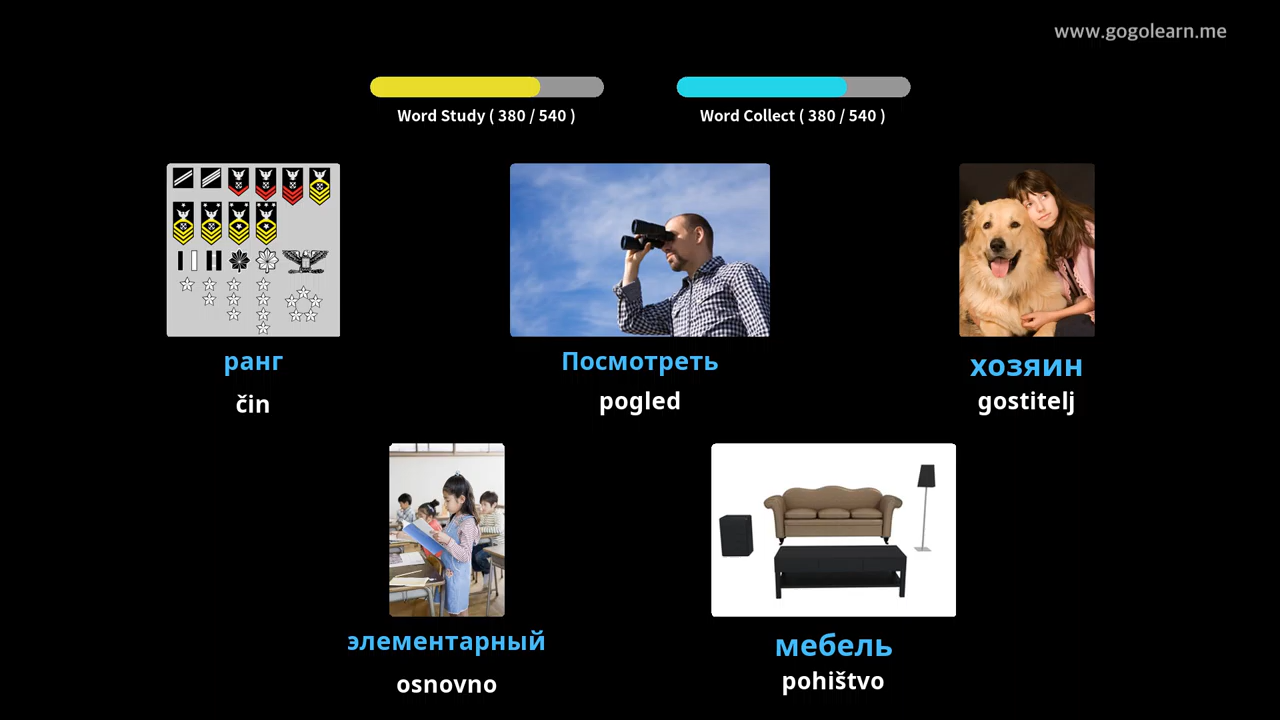 www.gogolearn.me
Word Study ( 380 / 540 )
Word Collect ( 380 / 540 )
ранг
čin
Посмотреть
pogled
хозяин
gostitelj
элементарный
osnovno
мебель
pohištvo